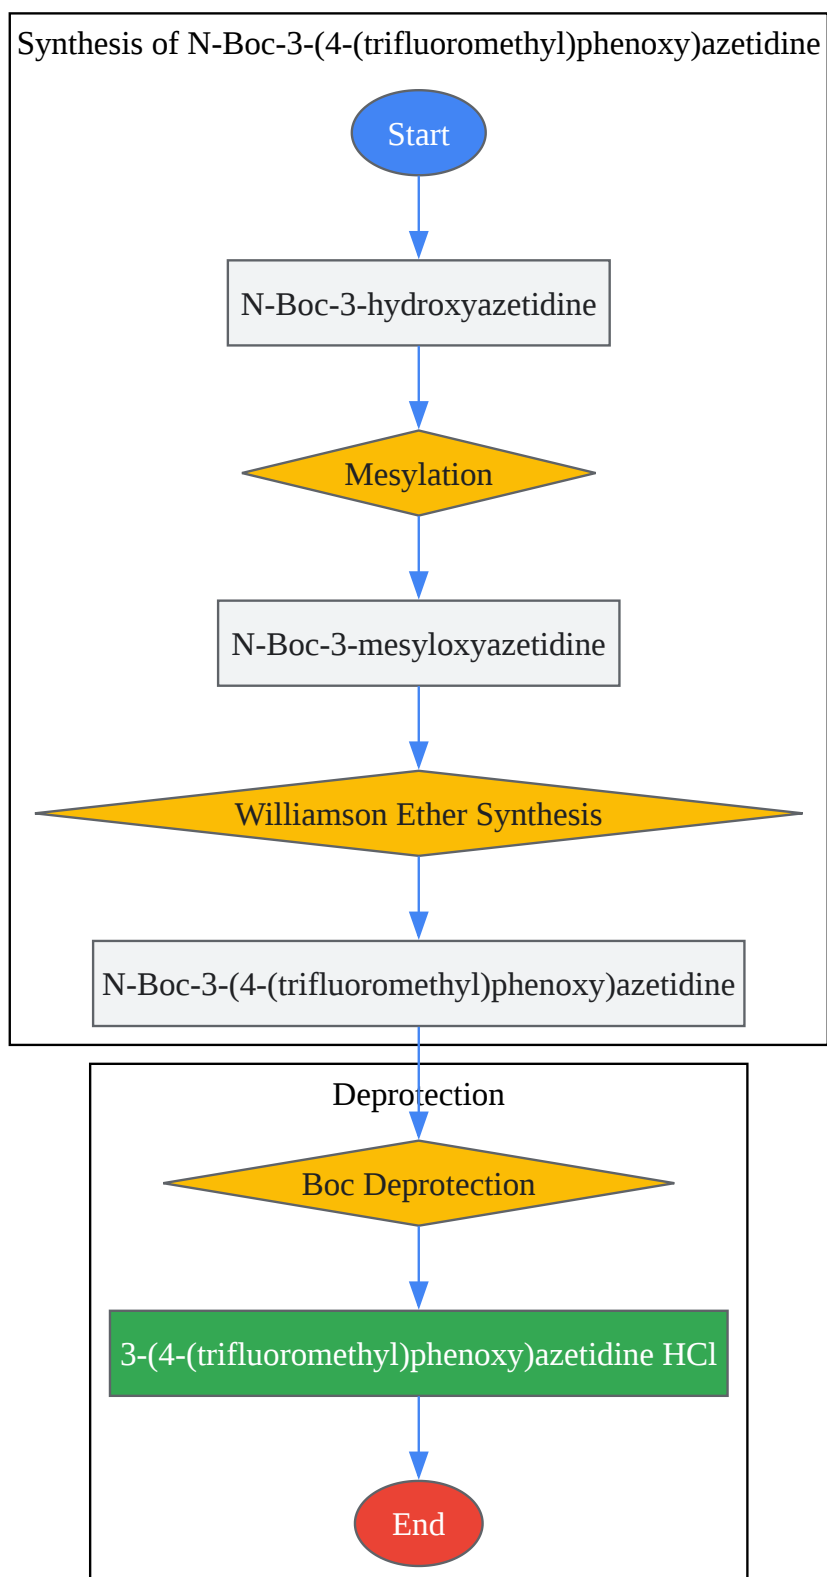 Synthesis of N-Boc-3-(4-(trifluoromethyl)phenoxy)azetidine
Start
N-Boc-3-hydroxyazetidine
Mesylation
N-Boc-3-mesyloxyazetidine
Williamson Ether Synthesis
N-Boc-3-(4-(trifluoromethyl)phenoxy)azetidine
Deprotection
Boc Deprotection
3-(4-(trifluoromethyl)phenoxy)azetidine HCl
End